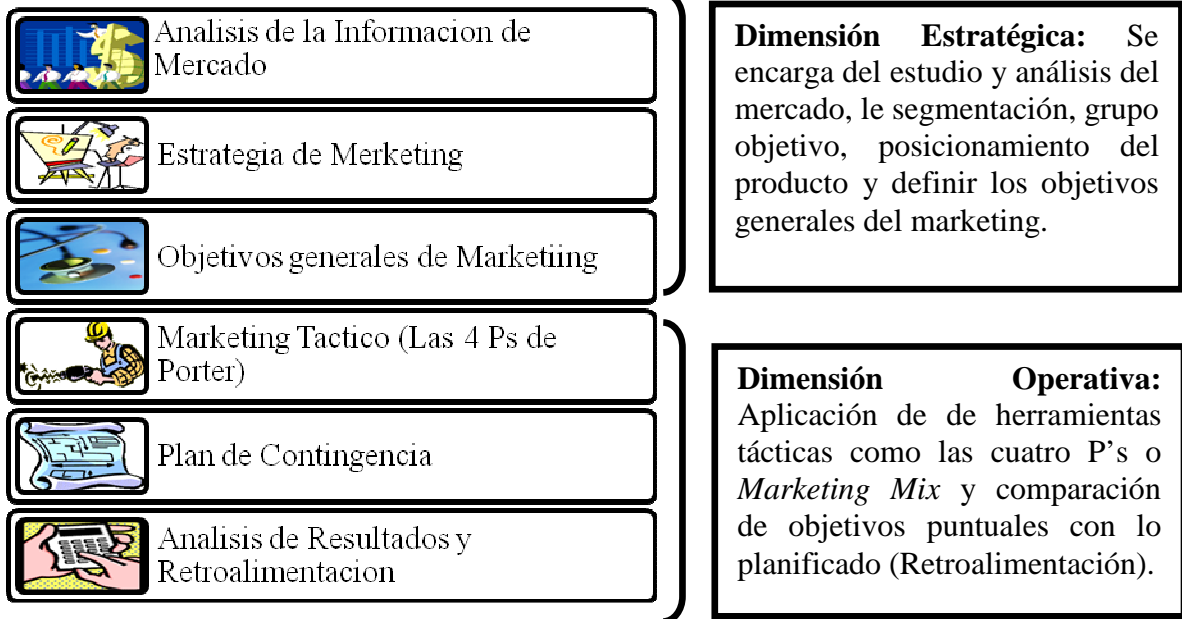 Analisis de la Informacion de
Mercado
Estrategia de Merketing
Objetivos generales de Marketiing
Marketing Tactico (Las 4 Ps de
Porter)
Plan de Contingencia
Analisis de Resultados y
Retroalimentacion
Dimensión Estratégica: Se
encarga del estudio y análisis del
mercado, le segmentación, grupo
objetivo, posicionamiento del
producto y definir los objetivos
generales del marketing.
Dimensión Operativa:
Aplicación de de herramientas
tácticas como las cuatro P’s o
Marketing Mix y comparación
de objetivos puntuales con lo
planificado (Retroalimentación).